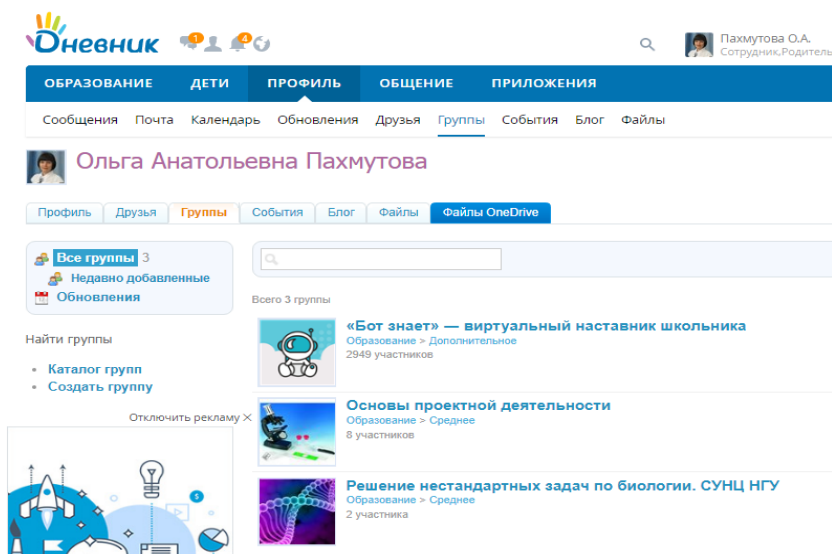 Дневник
1
4
Пахмутова О.А.
Сотрудник,Родитель
ОБРАЗОВАНИЕ ДЕТИ ПРОФИЛЬ ОБЩЕНИЕ ПРИЛОЖЕНИЯ
Сообщения Почта Календарь Обновления Друзья Группы События Блог Файлы
Ольга Анатольевна Пахмутова
Профиль Друзья Группы События Блог Файлы Файлы OneDrive
Все группы 3
Недавно добавленные
Обновления
Найти группы
Каталог групп
Создать группу
Отключить рекламу ×
$
Всего 3 группы
«Бот знает» — виртуальный наставник школьника
Образование > Дополнительное
2949 участников
Основы проектной деятельности
Образование > Среднее
8 участников
Решение нестандартных задач по биологии. СУНЦ НГУ
Образование > Среднее
2 участника